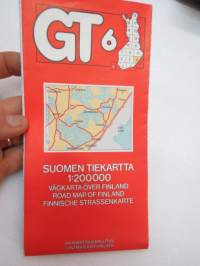 GT 6
SUOMEN TIEKARTTA
1:200000
VÄGKARTA ÖVER FINLAND
ROAD MAP OF FINLAND
FINNISCHE STRASSENKARTE